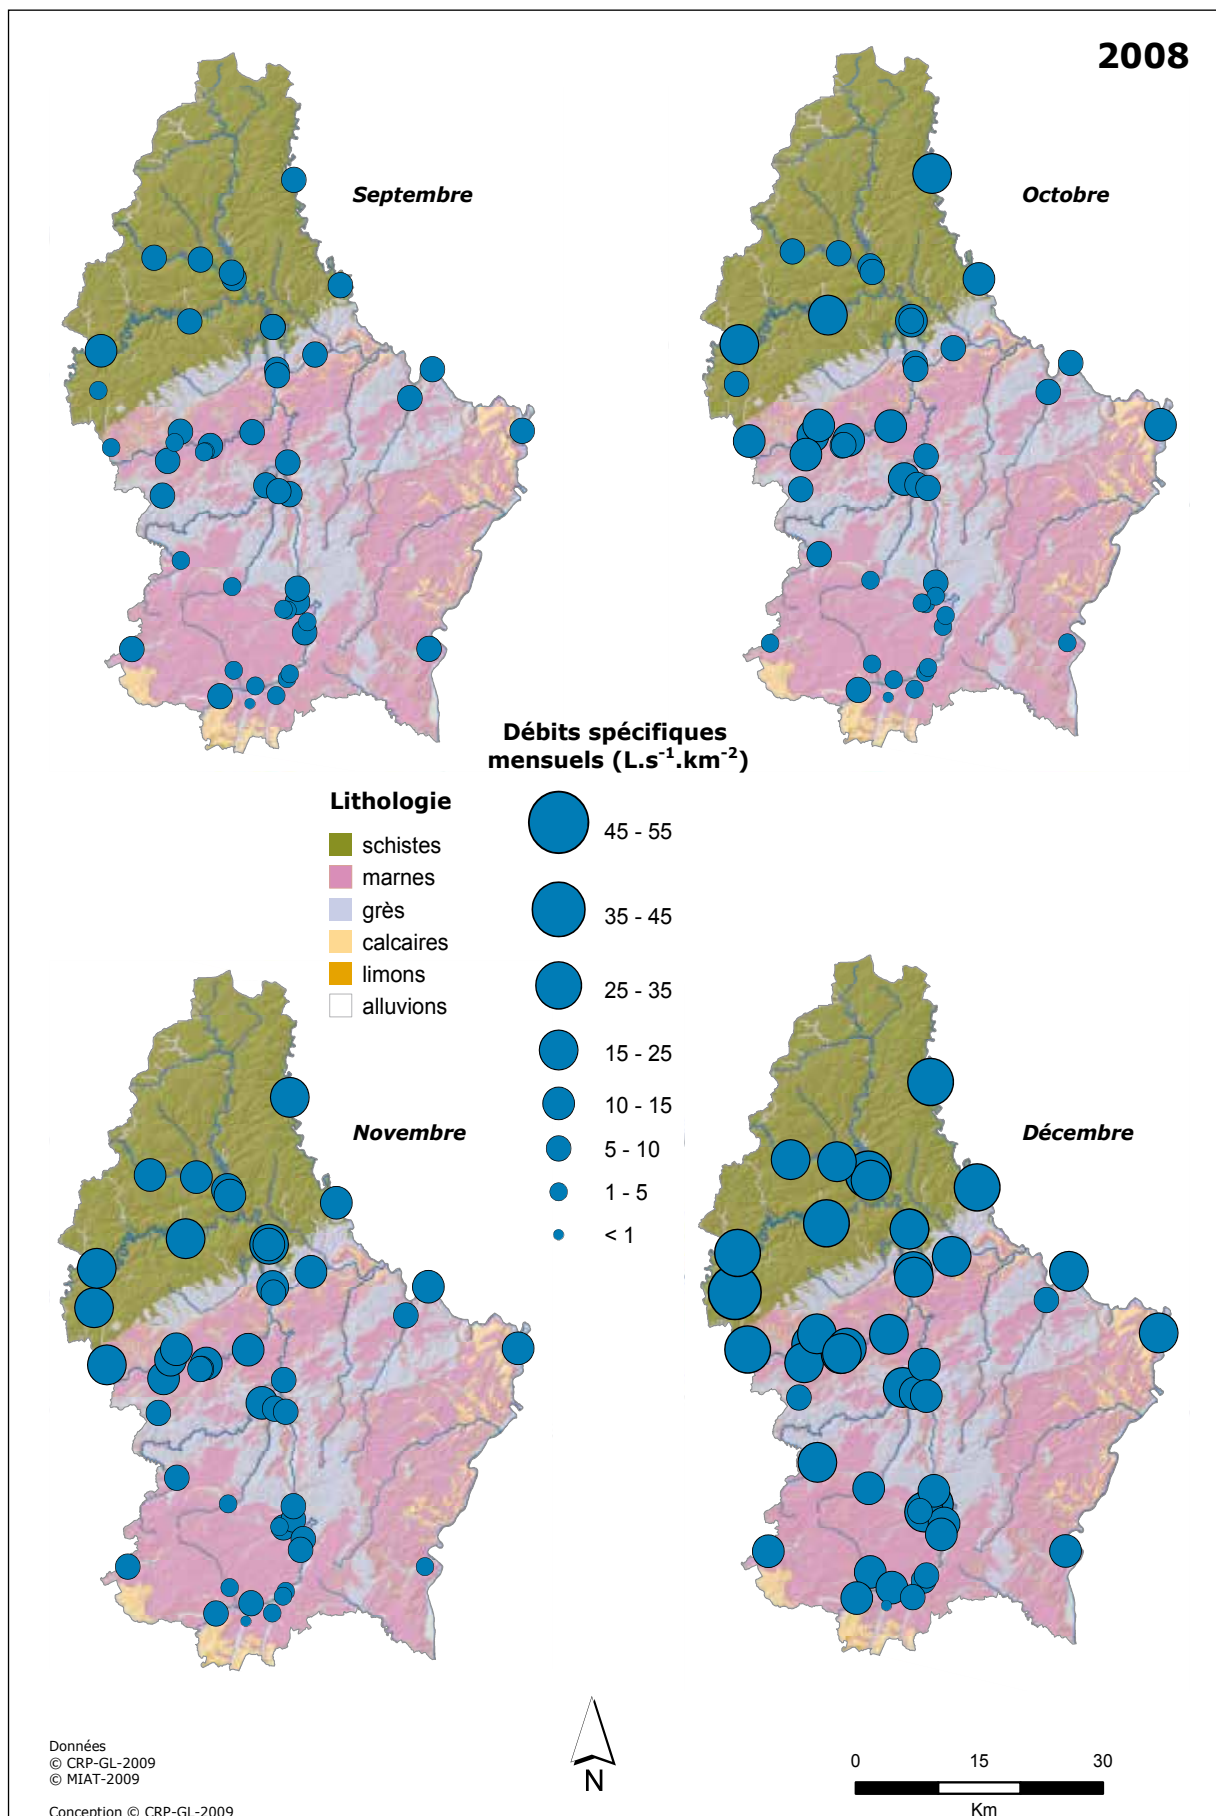 2008
Septembre
Octobre
Débits spécifiques
mensuels (L.s⁻¹.km⁻²)
Lithologie
schistes
marnes
grès
calcaires
limons
alluvions
45 - 55
35 - 45
25 - 35
15 - 25
10 - 15
5 - 10
1 - 5
< 1
Novembre
Décembre
Données
© CRP-GL-2009
© MIAT-2009
Conception © CRP-GL-2009
N
0 15 30
Km